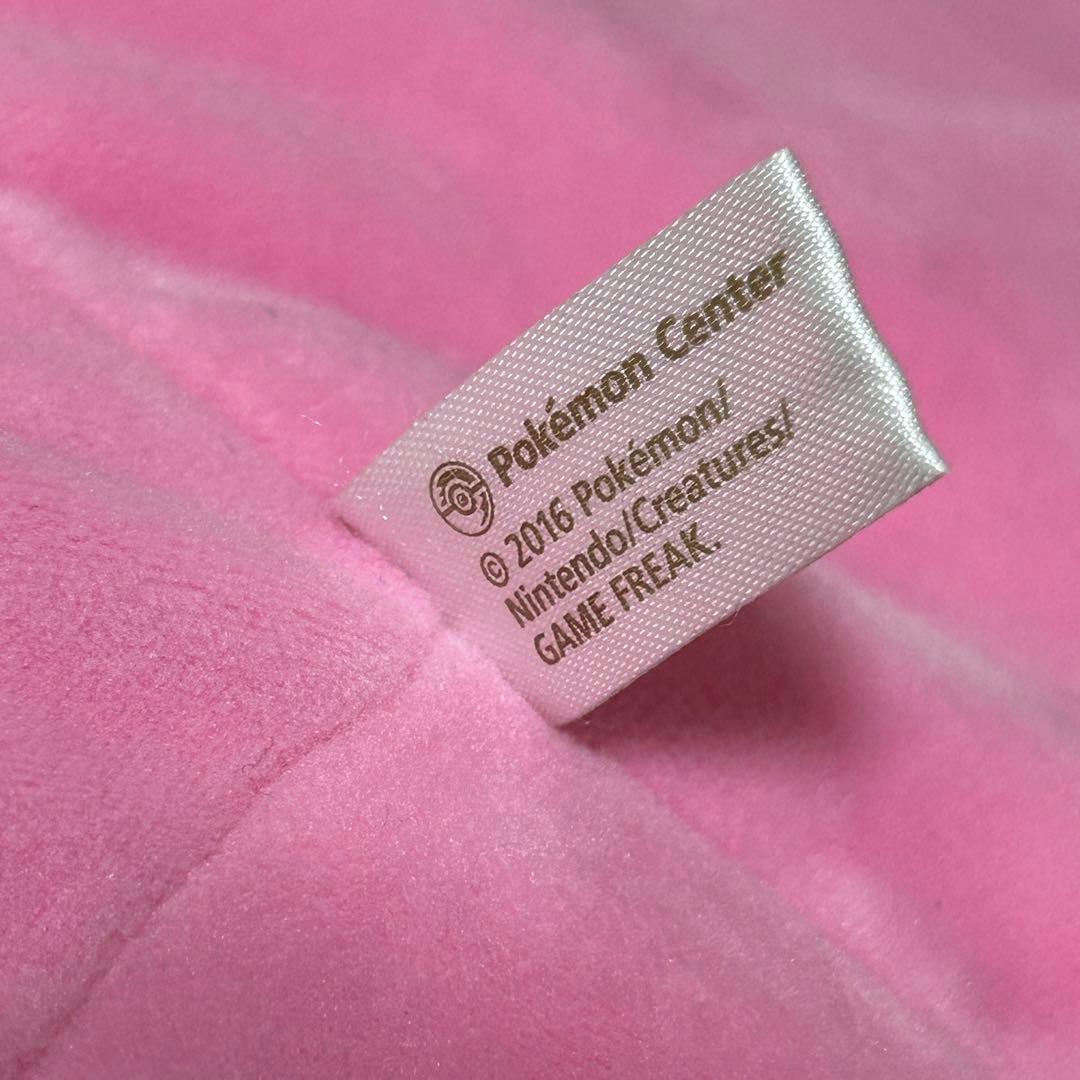 Pokémon Center
© 2016 Pokémon/
Nintendo/Creatures/
GAME FREAK.